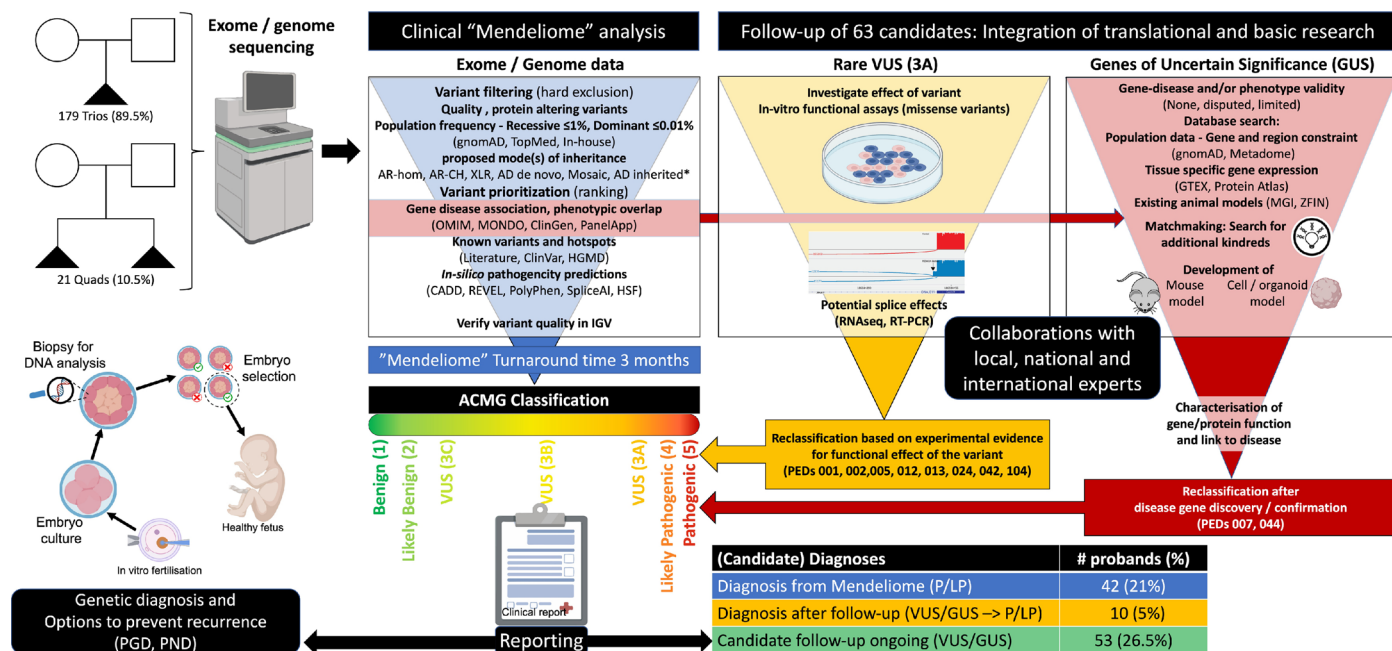 Exome / genome
sequencing
179 Trios (89.5%)
21 Quads (10.5%)
Clinical “Mendeliome” analysis
Exome / Genome data
Variant filtering (hard exclusion)
Quality , protein altering variants
Population frequency - Recessive ≤1%, Dominant ≤0.01%
(gnomAD, TopMed, In-house)
proposed mode(s) of inheritance
AR-hom, AR-CH, XLR, AD de novo, Mosaic, AD inherited*
Variant prioritization (ranking)
Gene disease association, phenotypic overlap
(OMIM, MONDO, ClinGen, PanelApp)
Known variants and hotspots
(Literature, ClinVar, HGMD)
In-silico pathogencity predictions
(CADD, REVEL, PolyPhen, SpliceAI, HSF)
Verify variant quality in IGV
”Mendeliome” Turnaround time 3 months
ACMG Classification
Benign (1)
Likely Benign (2)
VUS (3C)
VUS (3B)
VUS (3A)
Likely Pathogenic (4)
Pathogenic (5)
Clinical report
Reporting
Follow-up of 63 candidates: Integration of translational and basic research
Rare VUS (3A)
Investigate effect of variant
In-vitro functional assays (missense variants)
Potential splice effects
(RNAseq, RT-PCR)
Reclassification based on experimental evidence
for functional effect of the variant
(PEDs 001, 002,005, 012, 013, 024, 042, 104)
Genes of Uncertain Significance (GUS)
Gene-disease and/or phenotype validity
(None, disputed, limited)
Database search:
Population data - Gene and region constraint
(gnomAD, Metadome)
Tissue specific gene expression
(GTEX, Protein Atlas)
Existing animal models (MGI, ZFIN)
Matchmaking: Search for
additional kindreds
Development of
Mouse model
Cell / organoid model
Collaborations with
local, national and
international experts
Characterisation of
gene/protein function
and link to disease
Reclassification after
disease gene discovery / confirmation
(PEDs 007, 044)
Biopsy for
DNA analysis
Embryo
selection
Embryo
culture
In vitro fertilisation
Healthy fetus
Genetic diagnosis and
Options to prevent recurrence
(PGD, PND)
(Candidate) Diagnoses # probands (%)
Diagnosis from Mendeliome (P/LP) 42 (21%)
Diagnosis after follow-up (VUS/GUS –> P/LP) 10 (5%)
Candidate follow-up ongoing (VUS/GUS) 53 (26.5%)